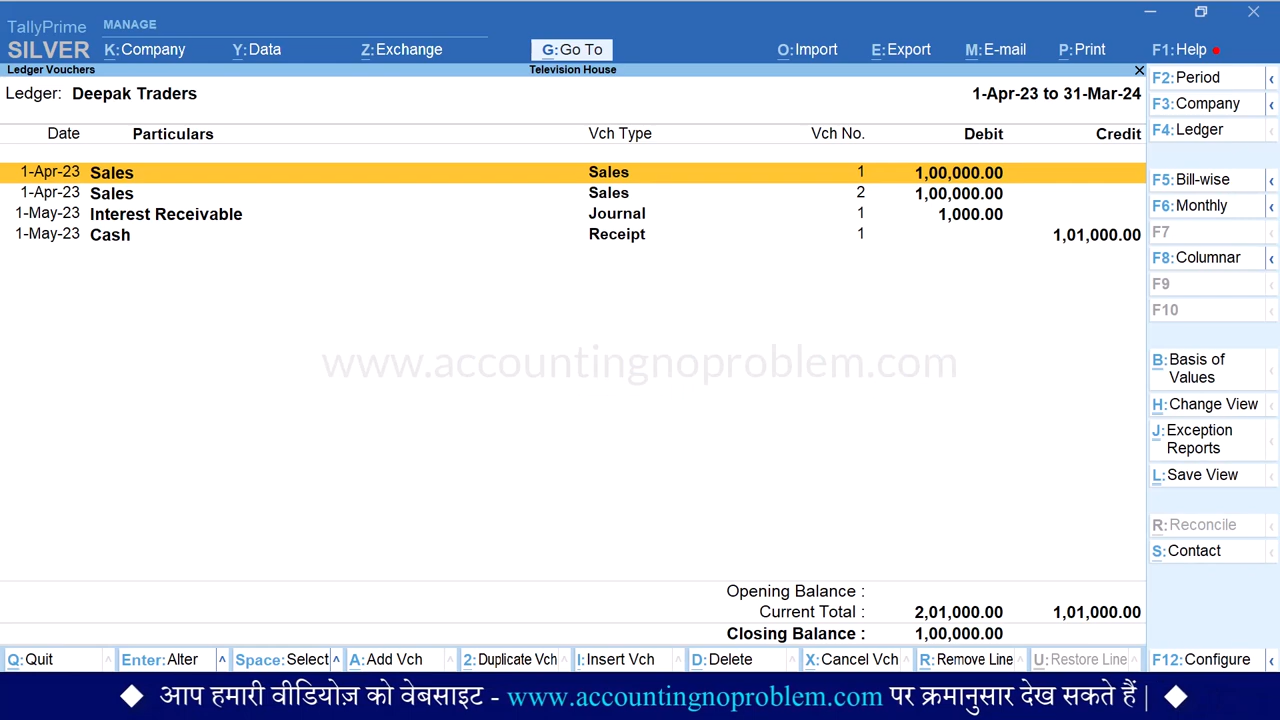 TallyPrime MANAGE
SILVER K:Company Y:Data Z:Exchange G:Go To O:Import E:Export M:E-mail P:Print F1:Help
Ledger Vouchers Television House
Ledger: Deepak Traders 1-Apr-23 to 31-Mar-24
Date Particulars Vch Type Vch No. Debit Credit
1-Apr-23 Sales Sales 1 1,00,000.00
1-Apr-23 Sales Sales 2 1,00,000.00
1-May-23 Interest Receivable Journal 1 1,000.00
1-May-23 Cash Receipt 1 1,01,000.00
www.accountingnoproblem.com
Opening Balance :
Current Total : 2,01,000.00 1,01,000.00
Closing Balance : 1,00,000.00
F2:Period
F3:Company
F4:Ledger
F5:Bill-wise
F6:Monthly
F7
F8:Columnar
F9
F10
B:Basis of
Values
H:Change View
J:Exception
Reports
L:Save View
R:Reconcile
S:Contact
Q:Quit Enter:Alter Space:Select A:Add Vch 2:Duplicate Vch I:Insert Vch D:Delete X:Cancel Vch R:Remove Line U:Restore Line F12:Configure
आप हमारी वीडियोज़ को वेबसाइट - www.accountingnoproblem.com पर क्रमानुसार देख सकते हैं |